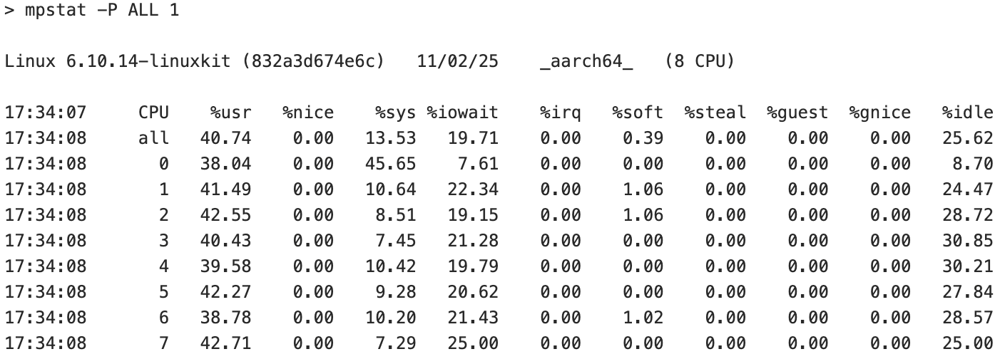 > mpstat -P ALL 1
Linux 6.10.14-linuxkit (832a3d674e6c) 11/02/25 _aarch64_ (8 CPU)
17:34:07 CPU %usr %nice %sys %iowait %irq %soft %steal %guest %gnice %idle
17:34:08 all 40.74 0.00 13.53 19.71 0.00 0.39 0.00 0.00 0.00 25.62
17:34:08 0 38.04 0.00 45.65 7.61 0.00 0.00 0.00 0.00 0.00 8.70
17:34:08 1 41.49 0.00 10.64 22.34 0.00 1.06 0.00 0.00 0.00 24.47
17:34:08 2 42.55 0.00 8.51 19.15 0.00 1.06 0.00 0.00 0.00 28.72
17:34:08 3 40.43 0.00 7.45 21.28 0.00 0.00 0.00 0.00 0.00 30.85
17:34:08 4 39.58 0.00 10.42 19.79 0.00 0.00 0.00 0.00 0.00 30.21
17:34:08 5 42.27 0.00 9.28 20.62 0.00 0.00 0.00 0.00 0.00 27.84
17:34:08 6 38.78 0.00 10.20 21.43 0.00 1.02 0.00 0.00 0.00 28.57
17:34:08 7 42.71 0.00 7.29 25.00 0.00 0.00 0.00 0.00 0.00 25.00